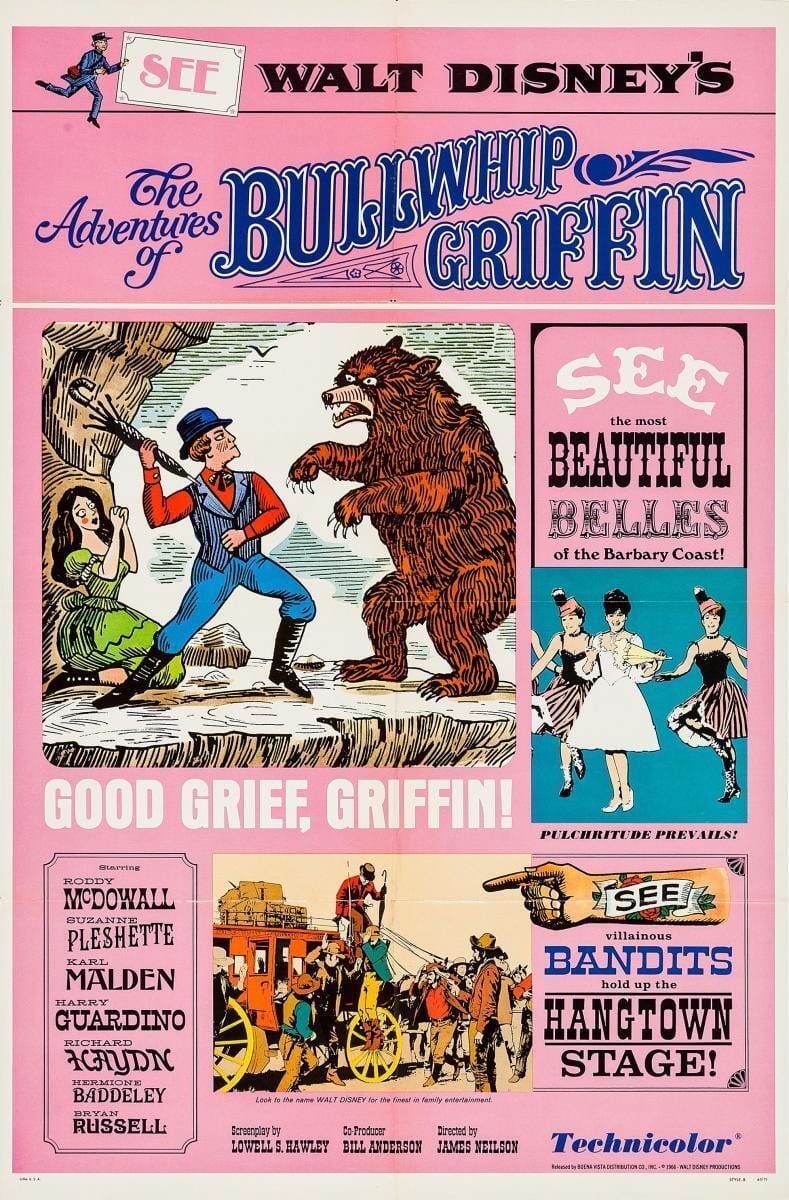 SEE
WALT DISNEY'S
The
Adventures
of
BULLWHIP
GRIFFIN
SEE
the most
BEAUTIFUL
BELLES
of the Barbary Coast!
GOOD GRIEF, GRIFFIN!
PULCHRITUDE PREVAILS!
Starring
RODDY
McDOWALL
SUZANNE
PLESHETTE
KARL
MALDEN
HARRY
GUARDINO
RICHARD
HAYDN
HERMIONE
BADDELEY
BRYAN
RUSSELL
SEE
villainous
BANDITS
hold up the
HANGTOWN
STAGE!
Look to the name WALT DISNEY for the finest in family entertainment.
Screenplay by
LOWELL S. HAWLEY
Co-Producer
BILL ANDERSON
Directed by
JAMES NEILSON
Technicolor®
Released by BUENA VISTA DISTRIBUTION CO., INC. - © 1966 - WALT DISNEY PRODUCTIONS
Litho U.S.A.
STYLE-B